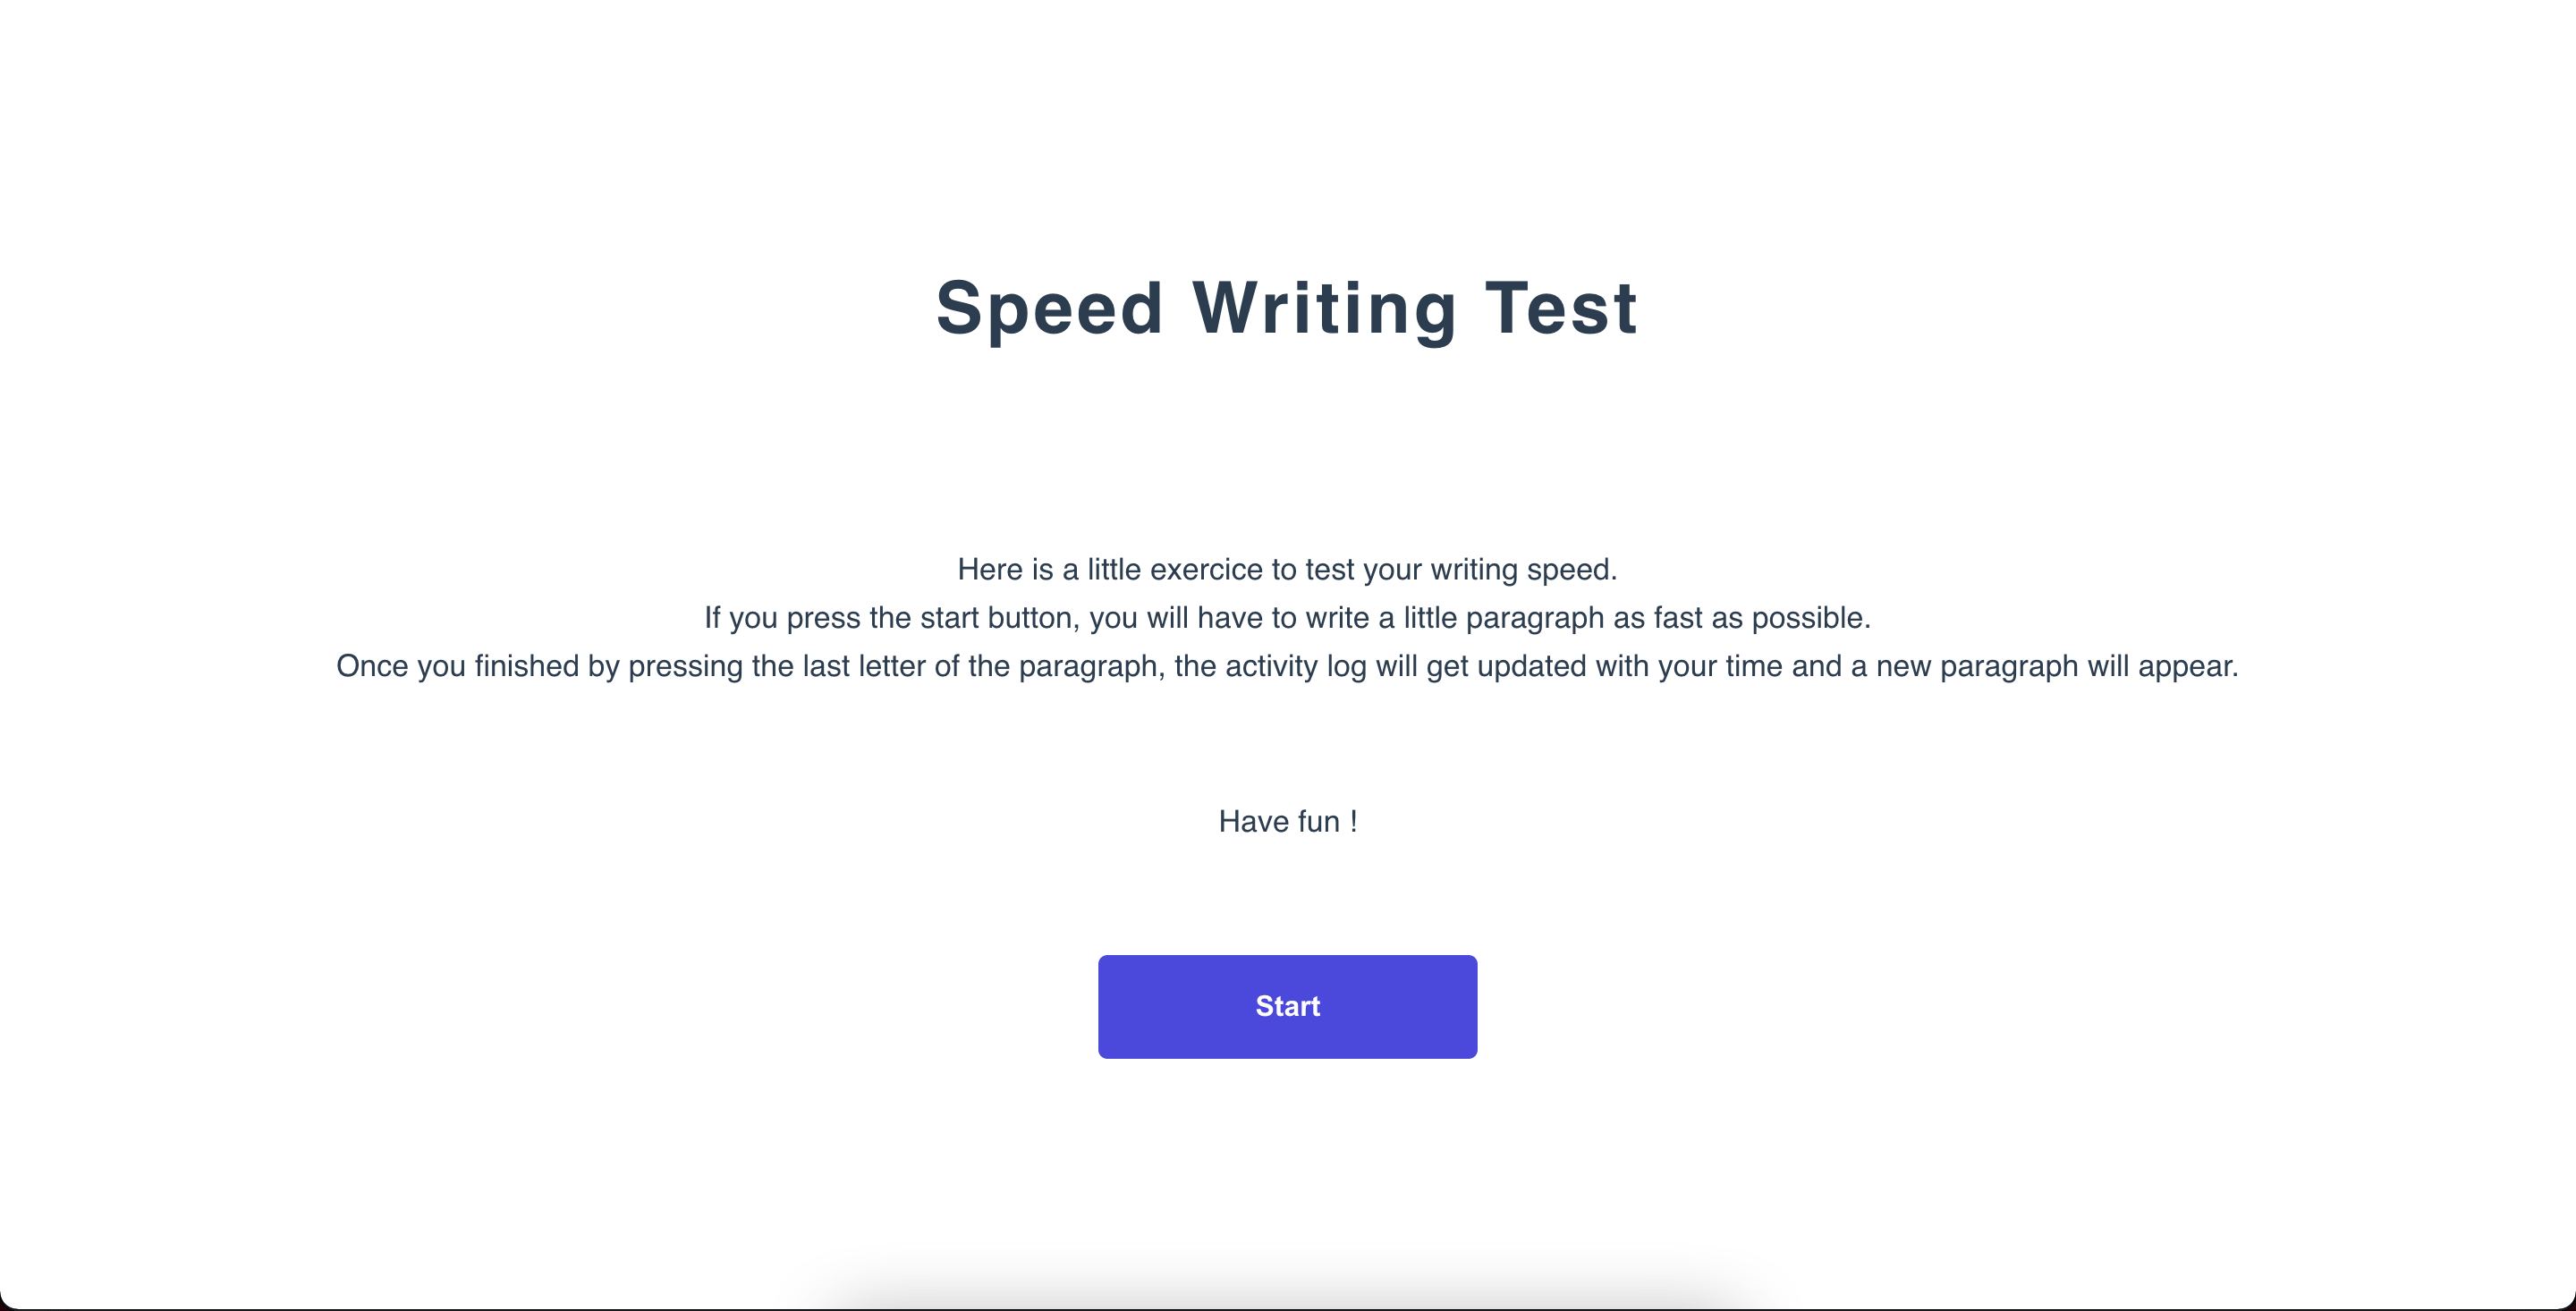 Speed Writing Test
Here is a little exercice to test your writing speed.
If you press the start button, you will have to write a little paragraph as fast as possible.
Once you finished by pressing the last letter of the paragraph, the activity log will get updated with your time and a new paragraph will appear.
Have fun !
Start